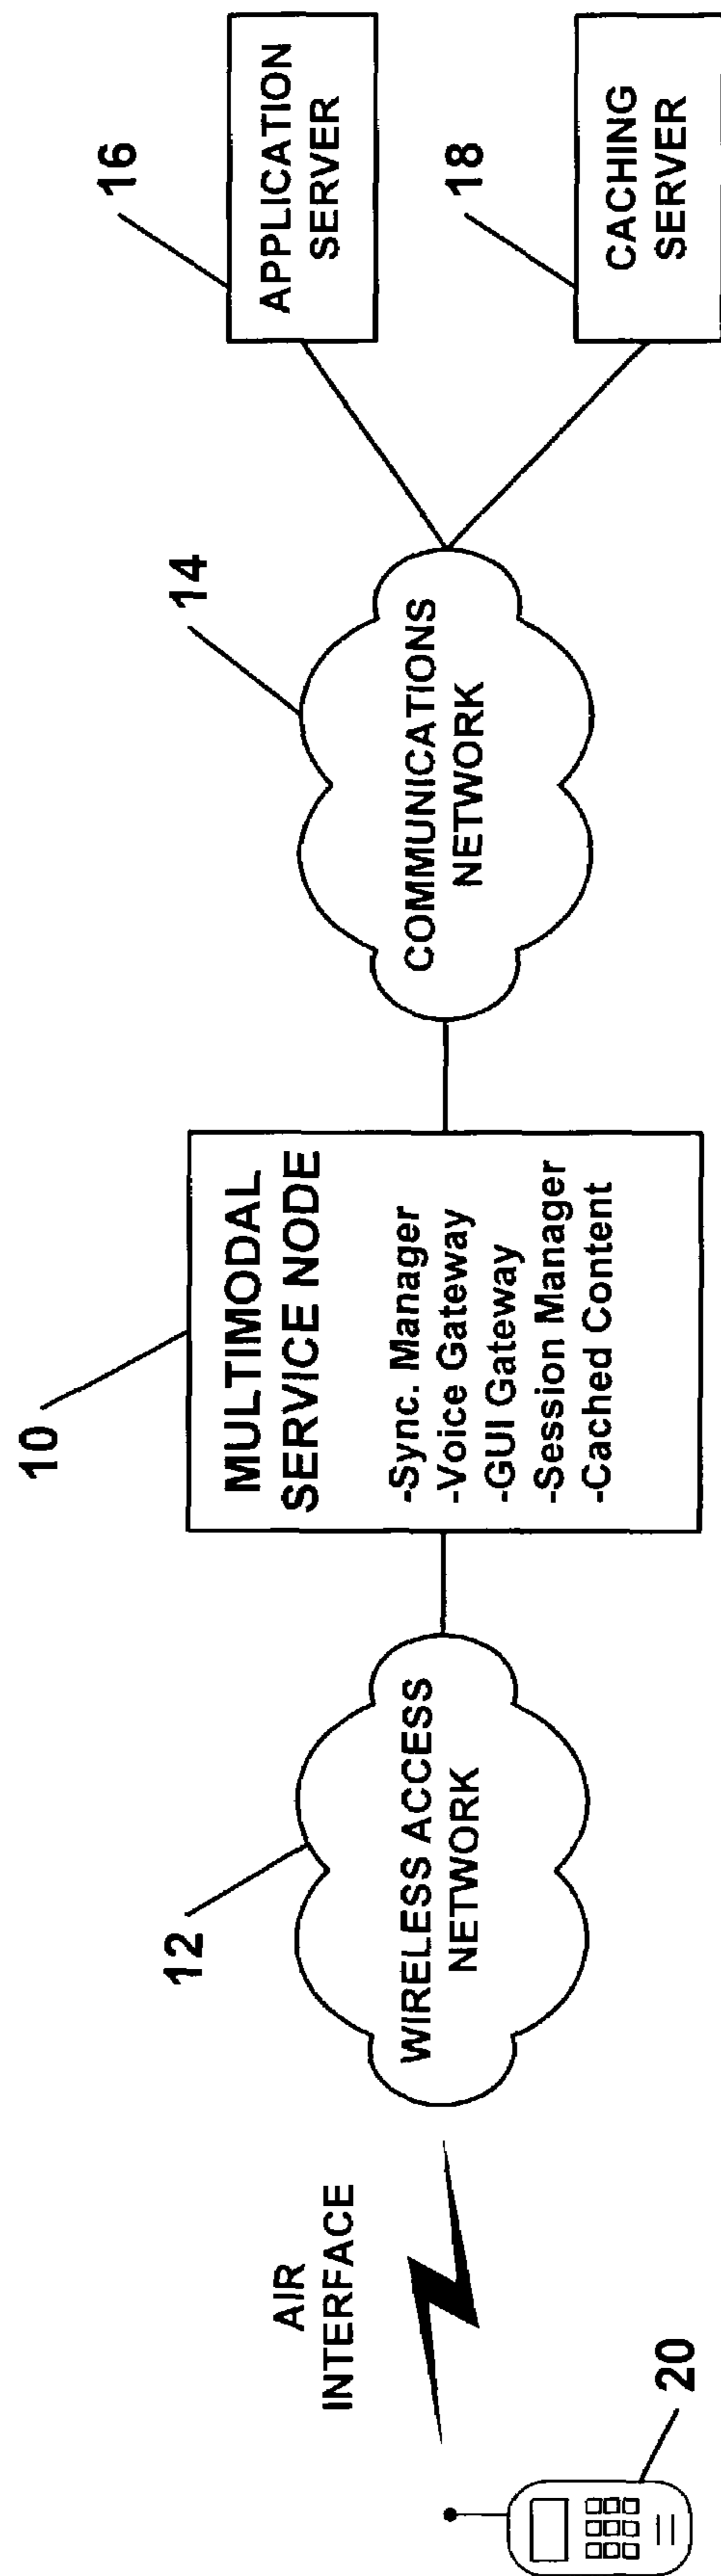 20
AIR
INTERFACE
12
WIRELESS ACCESS
NETWORK
10
MULTIMODAL
SERVICE NODE
-Sync. Manager
-Voice Gateway
-GUI Gateway
-Session Manager
-Cached Content
14
COMMUNICATIONS
NETWORK
16
APPLICATION
SERVER
18
CACHING
SERVER